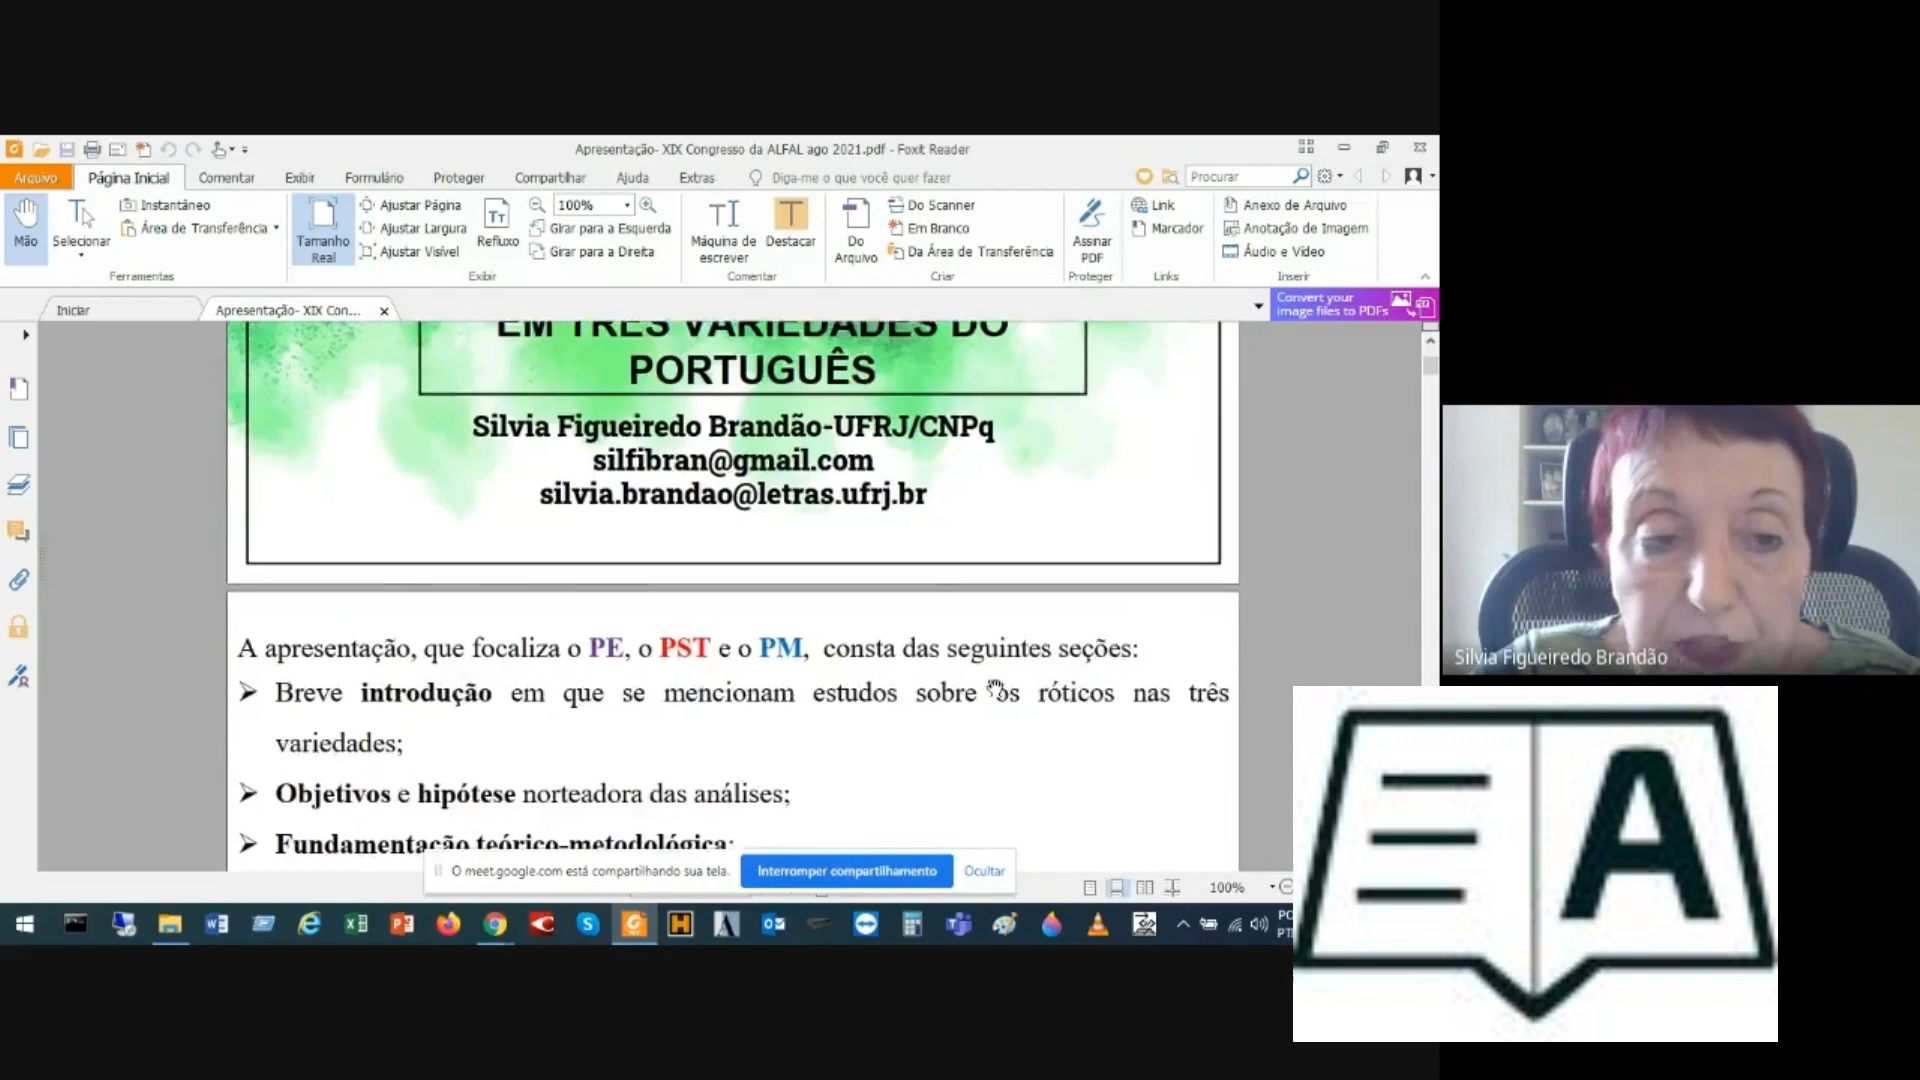 Apresentação- XIX Congresso da ALFAL ago 2021.pdf - Foxit Reader
Arquivo Página Inicial Comentar Exibir Formulário Proteger Compartilhar Ajuda Extras Diga-me o que você quer fazer Procurar
Mão
Selecionar
Instantâneo
Área de Transferência
Ferramentas
Tamanho
Real
Ajustar Página
Ajustar Largura
Ajustar Visível
Refluxo
100%
Girar para a Esquerda
Girar para a Direita
Exibir
Máquina de
escrever
Destacar
Comentar
Do
Arquivo
Do Scanner
Em Branco
Da Área de Transferência
Criar
Assinar
PDF
Proteger
Link
Marcador
Links
Anexo de Arquivo
Anotação de Imagem
Áudio e Vídeo
Inserir
Iniciar
Apresentação- XIX Con...
Convert your
image files to PDFs
EM TRÊS VARIEDADES DO
PORTUGUÊS
Silvia Figueiredo Brandão-UFRJ/CNPq
silfibran@gmail.com
silvia.brandao@letras.ufrj.br
A apresentação, que focaliza o PE, o PST e o PM, consta das seguintes seções:
➢ Breve introdução em que se mencionam estudos sobre os róticos nas três
variedades;
➢ Objetivos e hipótese norteadora das análises;
➢ Fundamentação teórico-metodológica;
O meet.google.com está compartilhando sua tela. Interromper compartilhamento Ocultar
100%
Silvia Figueiredo Brandão
A